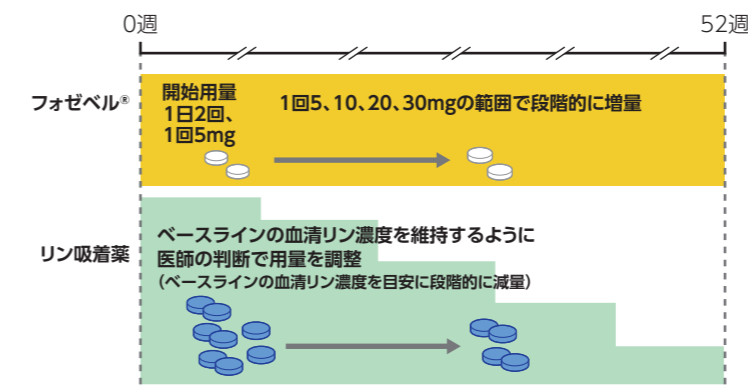 0週
52週
フォゼベル®
開始用量
1日2回、
1回5mg
1回5、10、20、30mgの範囲で段階的に増量
リン吸着薬
ベースラインの血清リン濃度を維持するように
医師の判断で用量を調整
（ベースラインの血清リン濃度を目安に段階的に減量）